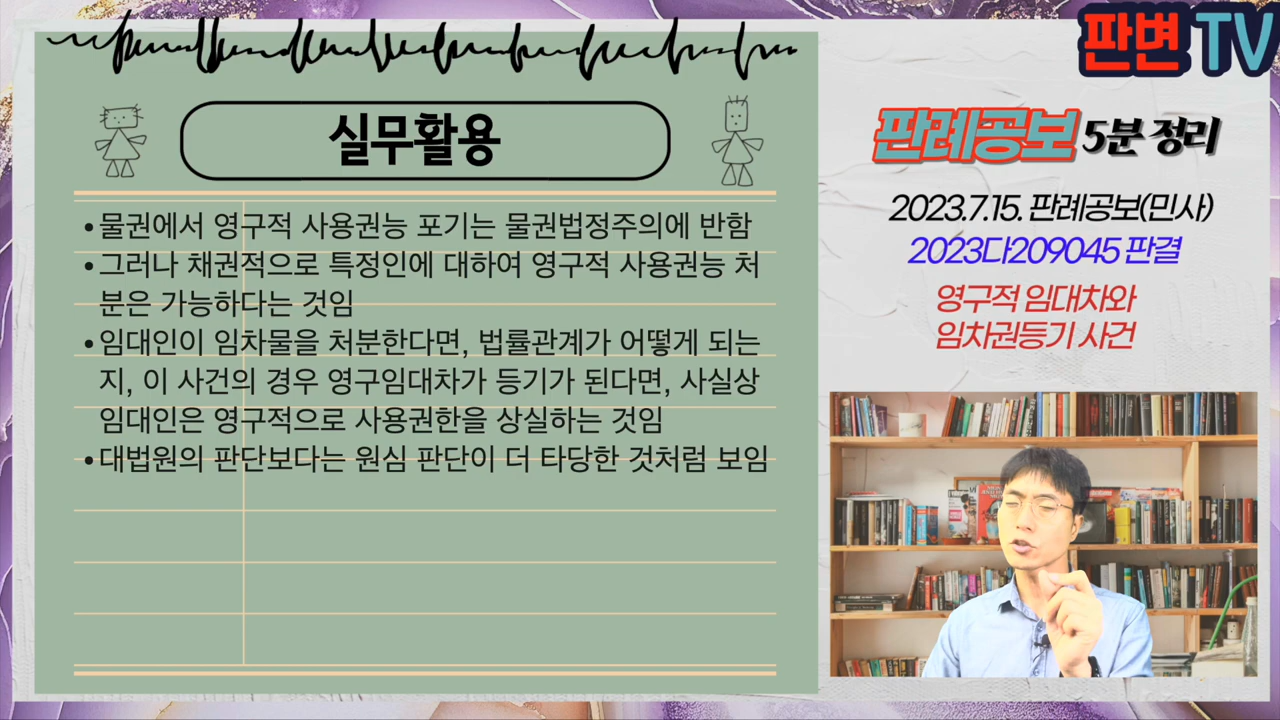 판변 TV
실무활용
•물권에서 영구적 사용권능 포기는 물권법정주의에 반함
•그러나 채권적으로 특정인에 대하여 영구적 사용권능 처
분은 가능하다는 것임
•임대인이 임차물을 처분한다면, 법률관계가 어떻게 되는
지, 이 사건의 경우 영구임대차가 등기가 된다면, 사실상
임대인은 영구적으로 사용권한을 상실하는 것임
•대법원의 판단보다는 원심 판단이 더 타당한 것처럼 보임
판례공보 5분 정리
2023.7.15. 판례공보(민사)
2023다209045 판결
영구적 임대차와
임차권등기 사건